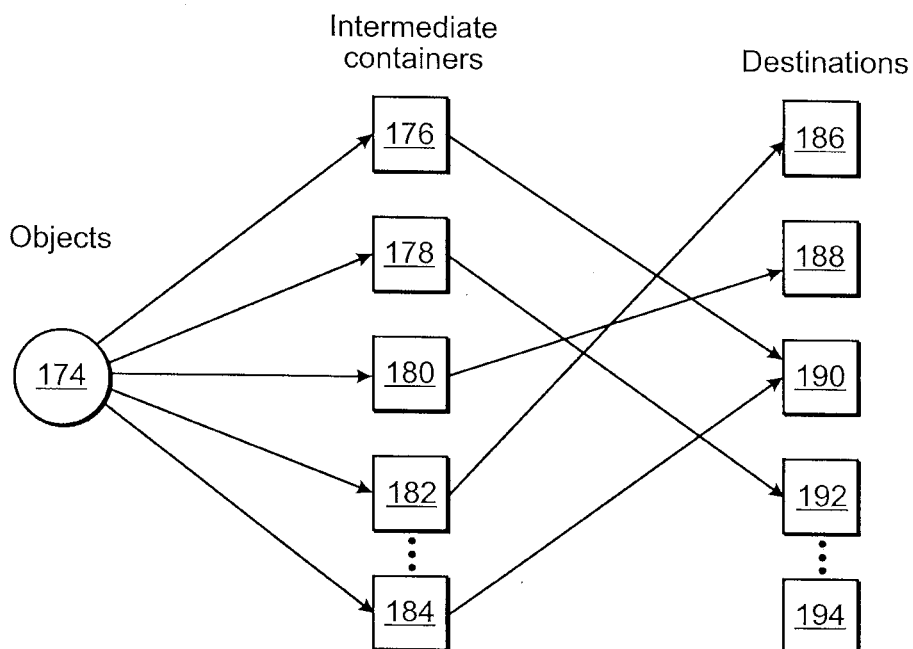 Intermediate
containers
Destinations
Objects
174
176
178
180
182
184
186
188
190
192
194